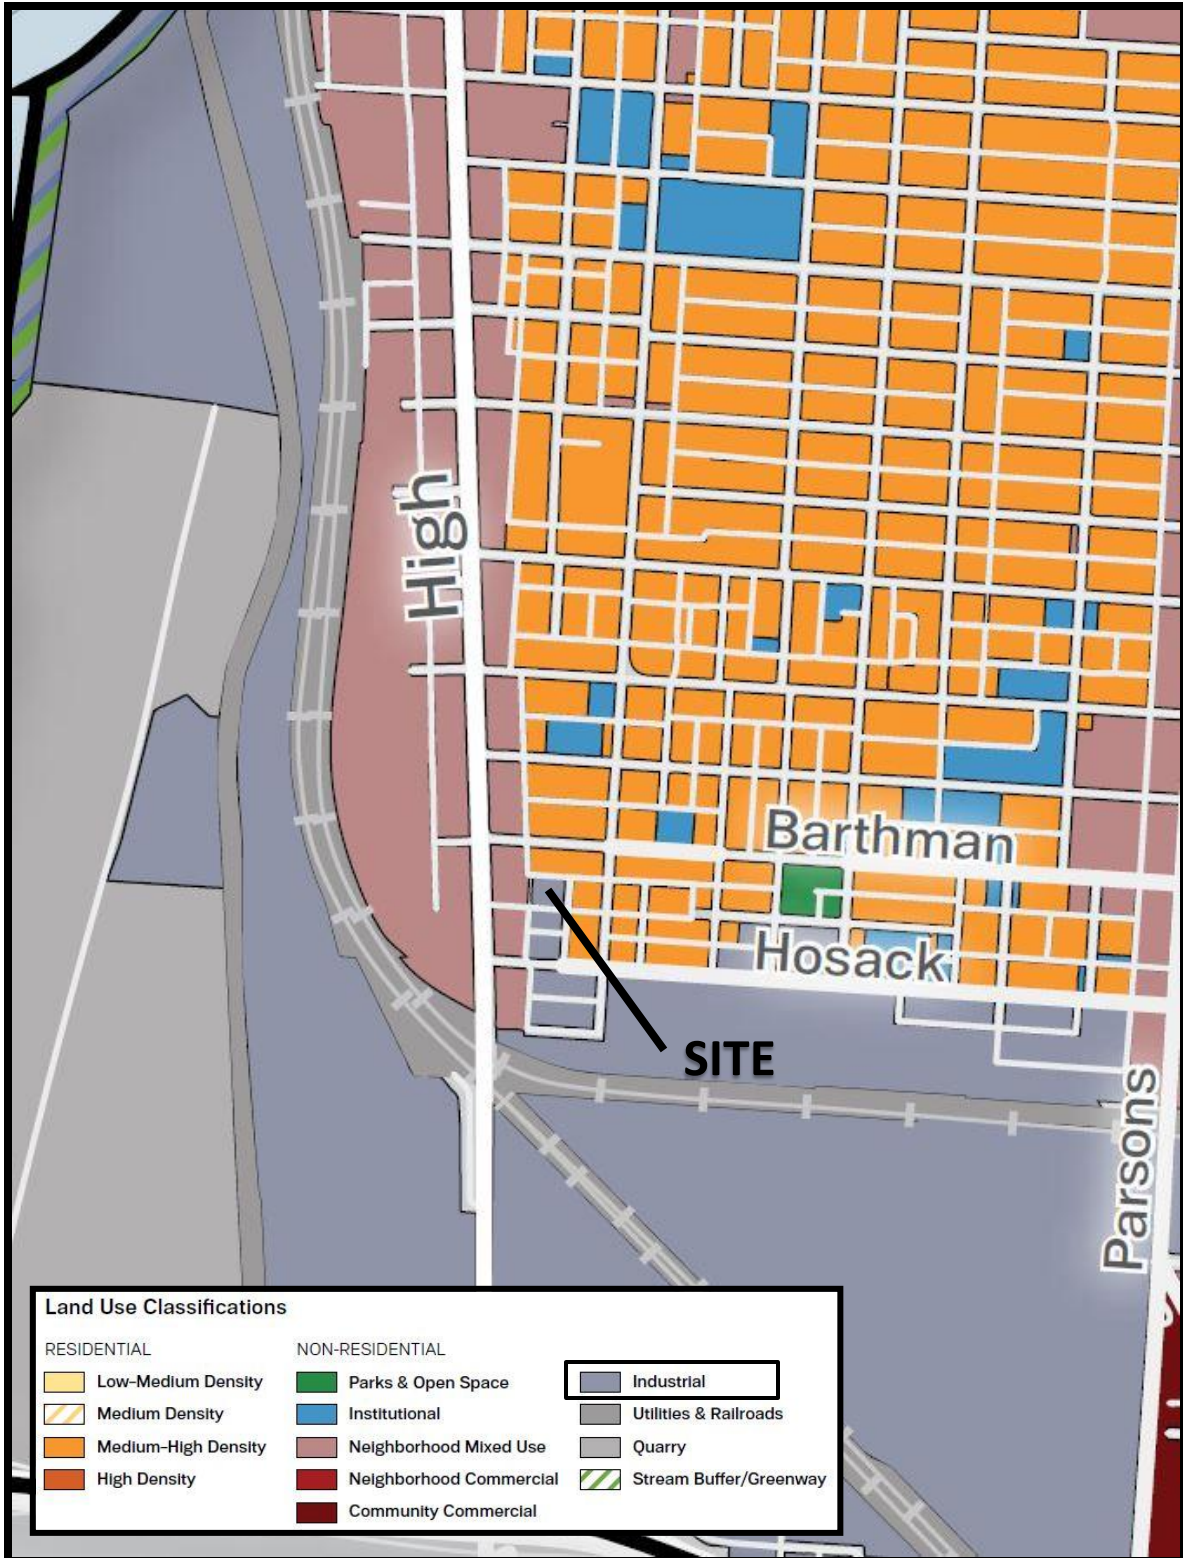 High
Barthman
Hosack
SITE
Parsons
Land Use Classifications
RESIDENTIAL
Low-Medium Density
Medium Density
Medium-High Density
High Density
NON-RESIDENTIAL
Parks & Open Space
Institutional
Neighborhood Mixed Use
Neighborhood Commercial
Community Commercial
Industrial
Utilities & Railroads
Quarry
Stream Buffer/Greenway